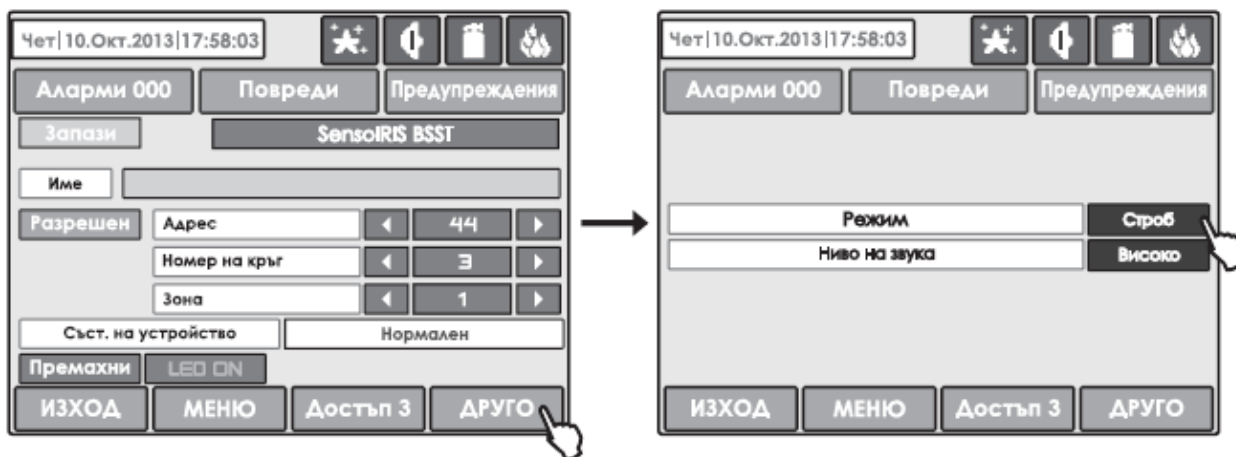 Чет|10.Окт.2013|17:58:03
Аларми 000 Повреди Предупреждения
Запази SensoIRIS BSST
Име
Разрешен Адрес 44
Номер на кръг 3
Зона 1
Съст. на устройство Нормален
Премахни LED ON
ИЗХОД МЕНЮ Достъп 3 ДРУГО
Чет|10.Окт.2013|17:58:03
Аларми 000 Повреди Предупреждения
Режим Строб
Ниво на звука Високо
ИЗХОД МЕНЮ Достъп 3 ДРУГО